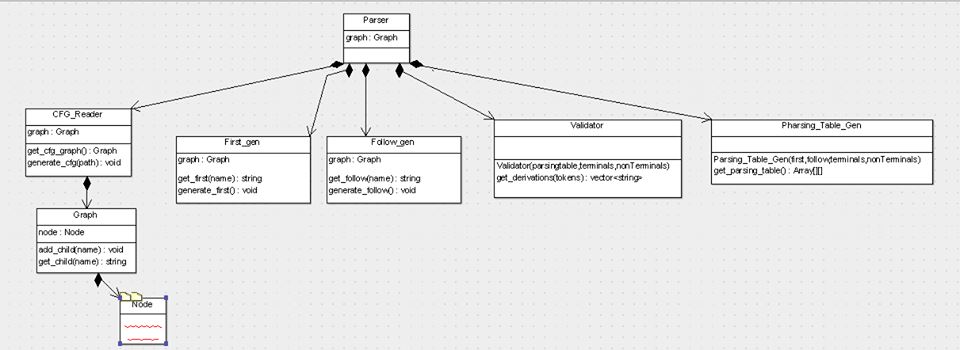 Parser
graph : Graph
CFG_Reader
graph : Graph
get_cfg_graph() : Graph
generate_cfg(path) : void
First_gen
graph : Graph
get_first(name) : string
generate_first() : void
Follow_gen
graph : Graph
get_follow(name) : string
generate_follow() : void
Validator
Validator(parsingtable,terminals,nonTerminals)
get_derivations(tokens) : vector<string>
Pharsing_Table_Gen
Parsing_Table_Gen(first,follow,terminals,nonTerminals)
get_parsing_table() : Array[][]
Graph
node : Node
add_child(name) : void
get_child(name) : string
Node